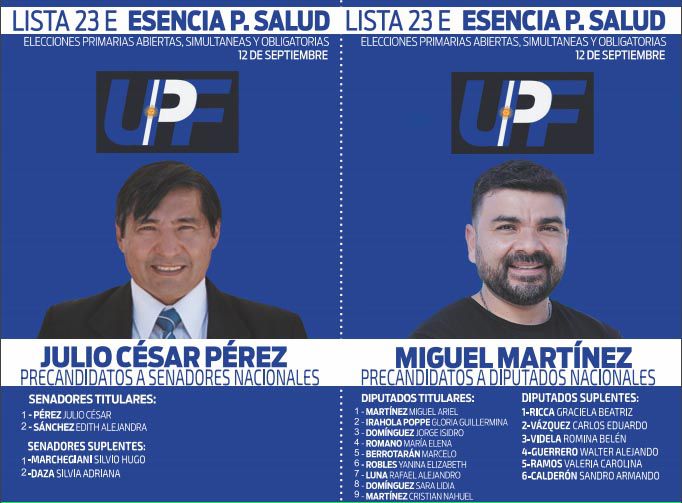 LISTA 23 E ESENCIA P. SALUD
ELECCIONES PRIMARIAS ABIERTAS, SIMULTANEAS Y OBLIGATORIAS
12 DE SEPTIEMBRE
UPF
JULIO CÉSAR PÉREZ
PRECANDIDATOS A SENADORES NACIONALES
SENADORES TITULARES:
1 - PÉREZ JULIO CÉSAR
2 - SÁNCHEZ EDITH ALEJANDRA
SENADORES SUPLENTES:
1 -MARCHEGIANI SILVIO HUGO
2 -DAZA SILVIA ADRIANA
LISTA 23 E ESENCIA P. SALUD
ELECCIONES PRIMARIAS ABIERTAS, SIMULTANEAS Y OBLIGATORIAS
12 DE SEPTIEMBRE
UPF
MIGUEL MARTÍNEZ
PRECANDIDATOS A DIPUTADOS NACIONALES
DIPUTADOS TITULARES:
1 - MARTÍNEZ MIGUEL ARIEL
2 - IRAHOLA POPPE GLORIA GUILLERMINA
3 - DOMÍNGUEZ JORGE ISIDRO
4 - ROMANO MARÍA ELENA
5 - BERROTARÁN MARCELO
6 - ROBLES YANINA ELIZABETH
7 - LUNA RAFAEL ALEJANDRO
8 - DOMÍNGUEZ SARA LIDIA
9 - MARTÍNEZ CRISTIAN NAHUEL
DIPUTADOS SUPLENTES:
1-RICCA GRACIELA BEATRIZ
2-VÁZQUEZ CARLOS EDUARDO
3-VIDELA ROMINA BELÉN
4-GUERRERO WALTER ALEJANDO
5-RAMOS VALERIA CAROLINA
6-CALDERÓN SANDRO ARMANDO